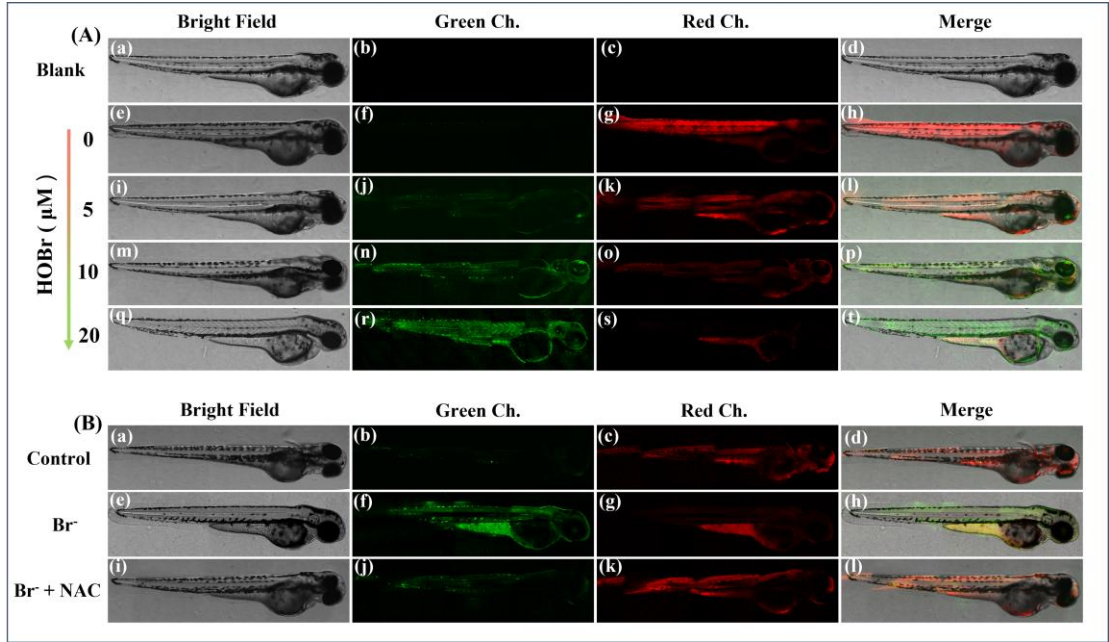 Bright Field Green Ch. Red Ch. Merge
(A)
Blank (a) (b) (c) (d)
0 (e) (f) (g) (h)
HOBr ( μM )
5 (i) (j) (k) (l)
10 (m) (n) (o) (p)
20 (q) (r) (s) (t)
Bright Field Green Ch. Red Ch. Merge
(B)
Control (a) (b) (c) (d)
Br⁻ (e) (f) (g) (h)
Br⁻ + NAC (i) (j) (k) (l)